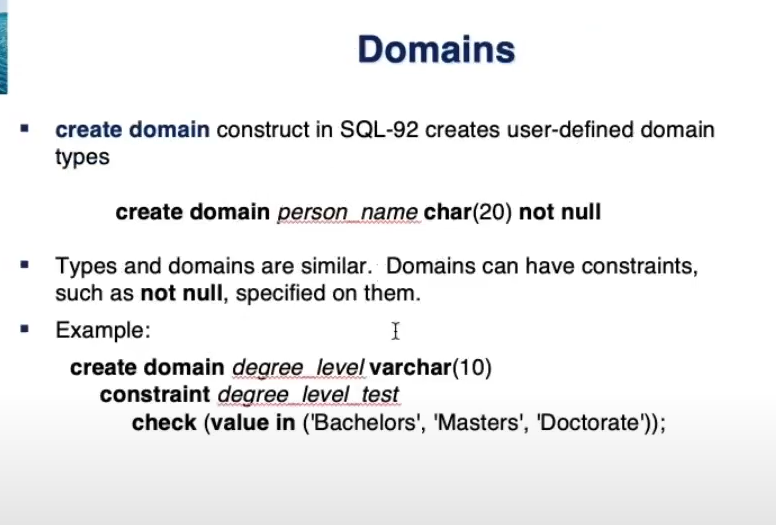 Domains
▪ create domain construct in SQL-92 creates user-defined domain
types
create domain person_name char(20) not null
▪ Types and domains are similar.  Domains can have constraints,
such as not null, specified on them.
▪ Example:
create domain degree_level varchar(10)
constraint degree_level_test
check (value in ('Bachelors', 'Masters', 'Doctorate'));